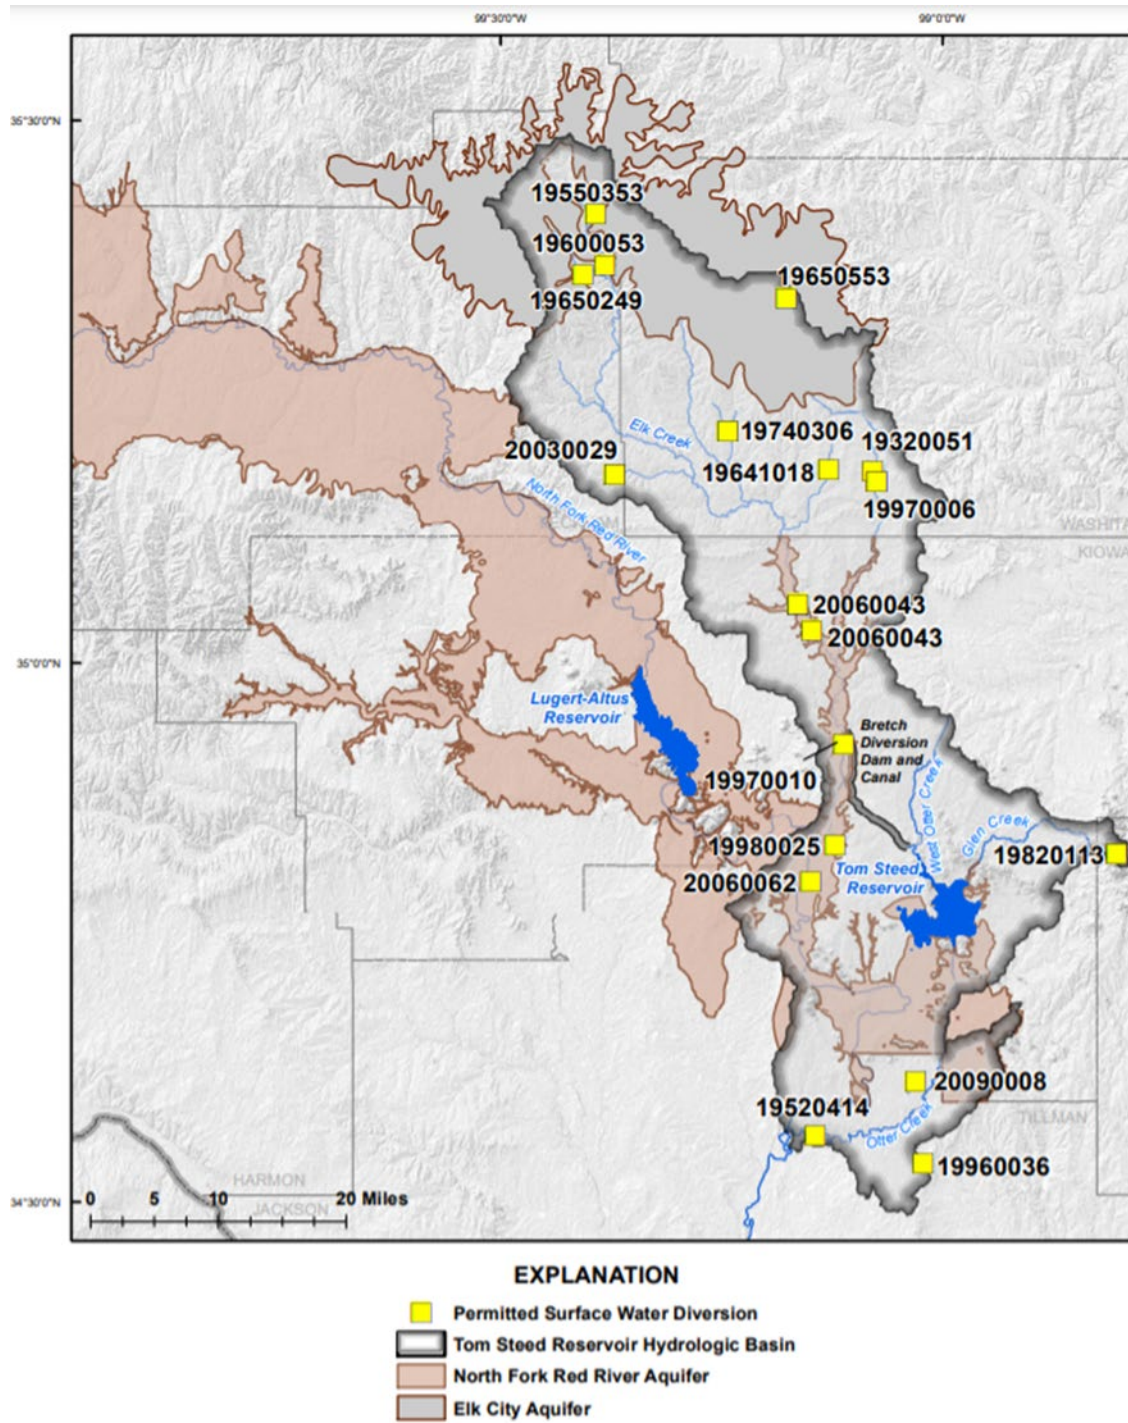 99°30'0"W
99°0'0"W
35°30'0"N
19550353
19600053
19650553
19650249
Elk Creek
19740306
19320051
20030029
19641018
19970006
North Fork Red River
WASHITA
KIOWA
20060043
20060043
35°0'0"N
Lugert-Altus
Reservoir
Bretch
Diversion
Dam and
Canal
19970010
West Otter Creek
Glen Creek
19980025
19820113
Tom Steed
Reservoir
20060062
20090008
19520414
TILLMAN
Otter Creek
19960036
34°30'0"N
HARMON
JACKSON
0 5 10 20 Miles
EXPLANATION
Permitted Surface Water Diversion
Tom Steed Reservoir Hydrologic Basin
North Fork Red River Aquifer
Elk City Aquifer